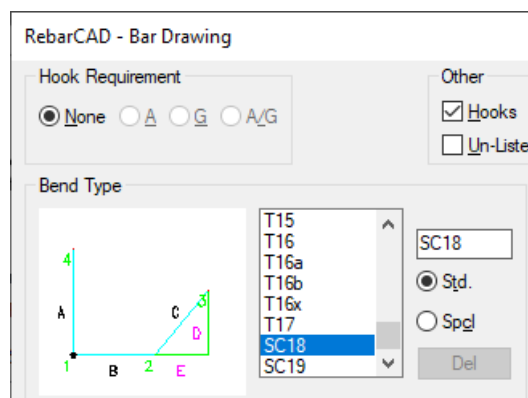 RebarCAD - Bar Drawing
Hook Requirement
None A G A/G
Other
Hooks
Un-Liste
Bend Type
4
A
C
3
D
1
B
2
E
T15
T16
T16a
T16b
T16x
T17
SC18
SC19
SC18
Std.
Spcl
Del